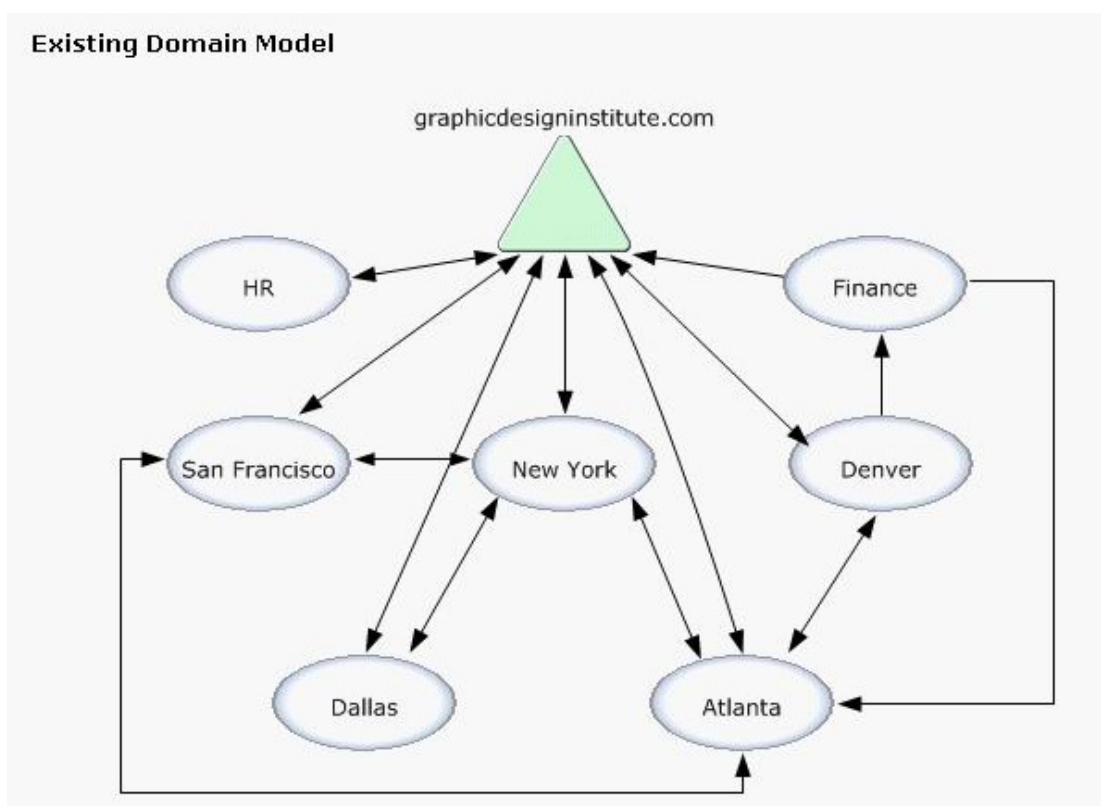 Existing Domain Model
graphicdesigninstitute.com
HR
Finance
San Francisco
New York
Denver
Dallas
Atlanta